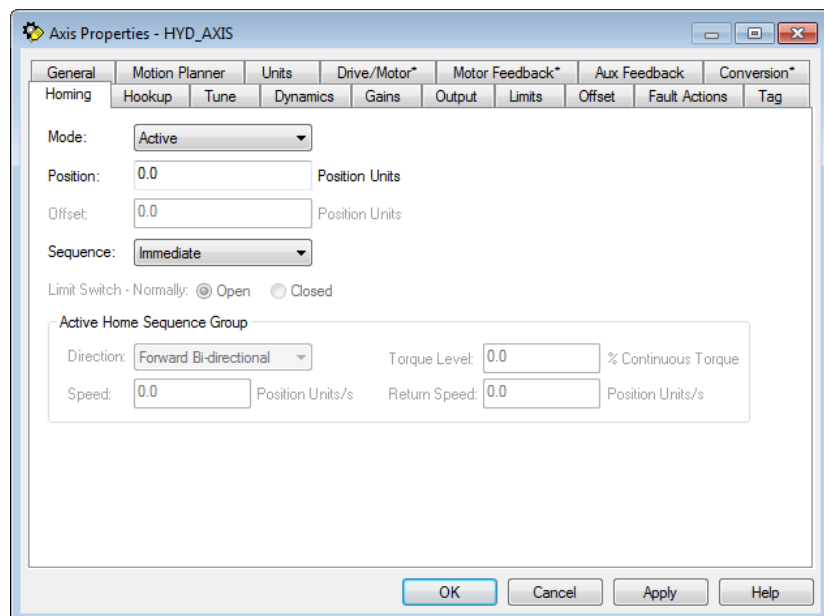 Axis Properties - HYD_AXIS
General Motion Planner Units Drive/Motor* Motor Feedback* Aux Feedback Conversion*
Homing Hookup Tune Dynamics Gains Output Limits Offset Fault Actions Tag
Mode: Active
Position: 0.0 Position Units
Offset: 0.0 Position Units
Sequence: Immediate
Limit Switch - Normally: Open Closed
Active Home Sequence Group
Direction: Forward Bi-directional Torque Level: 0.0 % Continuous Torque
Speed: 0.0 Position Units/s Return Speed: 0.0 Position Units/s
OK Cancel Apply Help